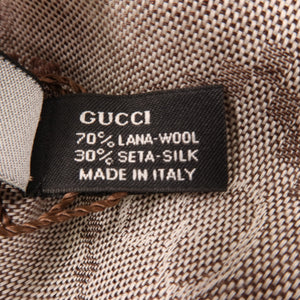 GUCCI
70% LANA-WOOL
30% SETA-SILK
MADE IN ITALY